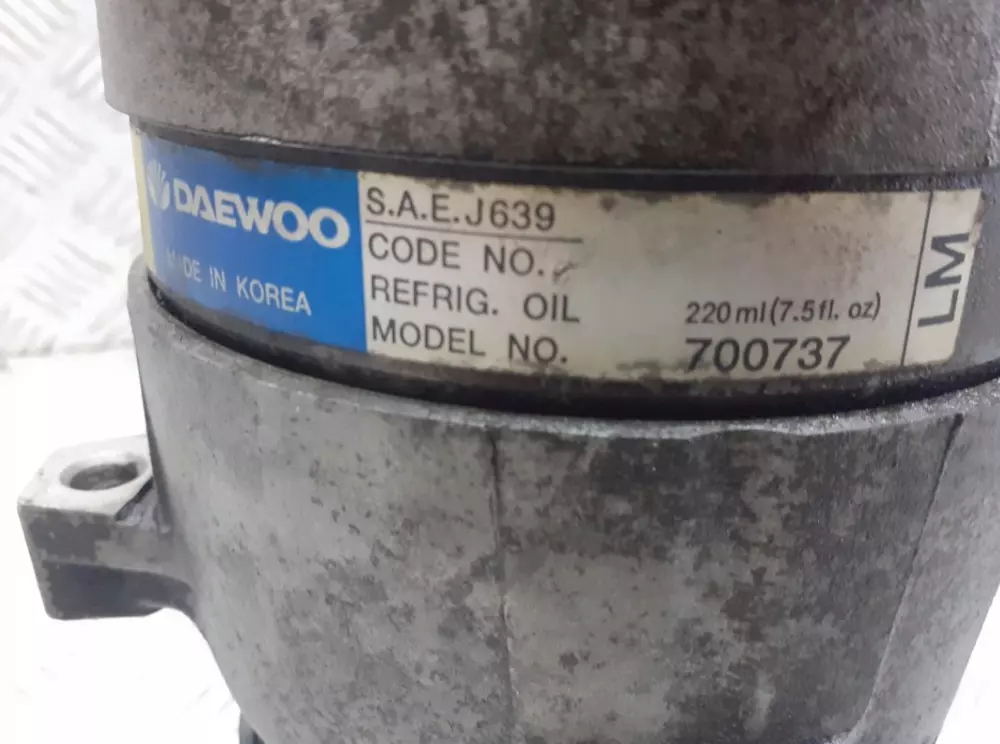 DAEWOO
MADE IN KOREA
S.A.E.J639
CODE NO.
REFRIG. OIL 220ml(7.5fl. oz)
MODEL NO. 700737
LM